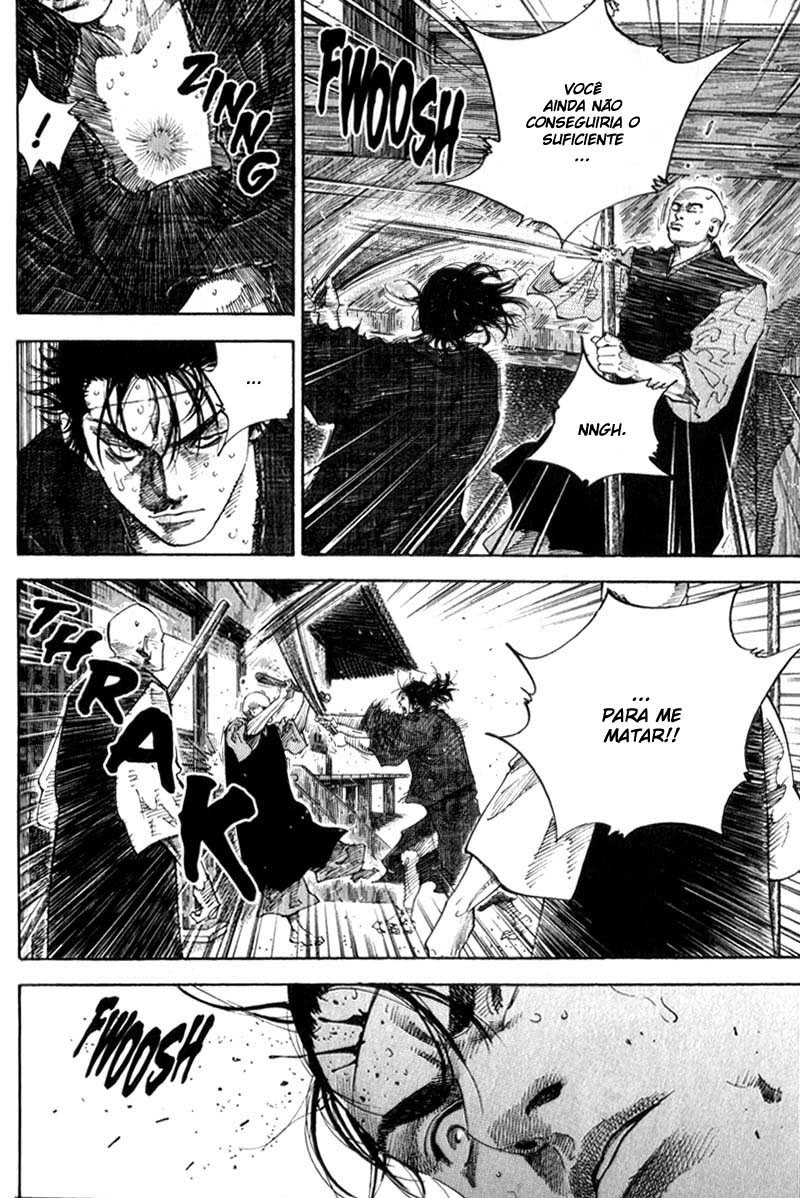 FWOOSH
VOCÊ
AINDA NÃO
CONSEGUIRIA O
SUFICIENTE
...
NNGH.
ZINNG
!
...
...
PARA ME
MATAR!!
THRAK
FWOOSH